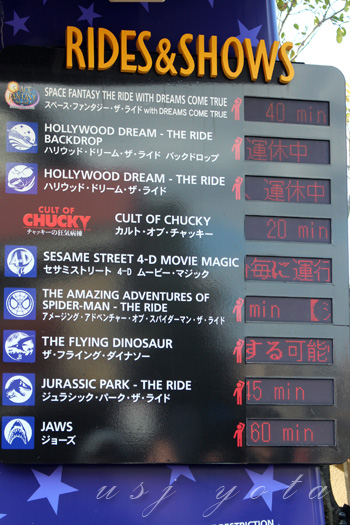 RIDES&SHOWS
SPACE FANTASY THE RIDE WITH DREAMS COME TRUE
スペース・ファンタジー・ザ・ライド with DREAMS COME TRUE
40 min
HOLLYWOOD DREAM - THE RIDE
BACKDROP
ハリウッド・ドリーム・ザ・ライド バックドロップ
運休中
HOLLYWOOD DREAM - THE RIDE
ハリウッド・ドリーム・ザ・ライド
、運休中
CULT OF
CHUCKY
チャッキーの狂気病棟
CULT OF CHUCKY
カルト・オブ・チャッキー
20 min
4-D
SESAME STREET 4-D MOVIE MAGIC
セサミストリート 4-D ムービー・マジック
毎に運行
THE AMAZING ADVENTURES OF
SPIDER-MAN - THE RIDE
アメージング・アドベンチャー・オブ・スパイダーマン・ザ・ライド
min
THE FLYING DINOSAUR
ザ・フライング・ダイナソー
する可能
JURASSIC PARK - THE RIDE
ジュラシック・パーク・ザ・ライド
45 min
JAWS
ジョーズ
60 min
usj yota